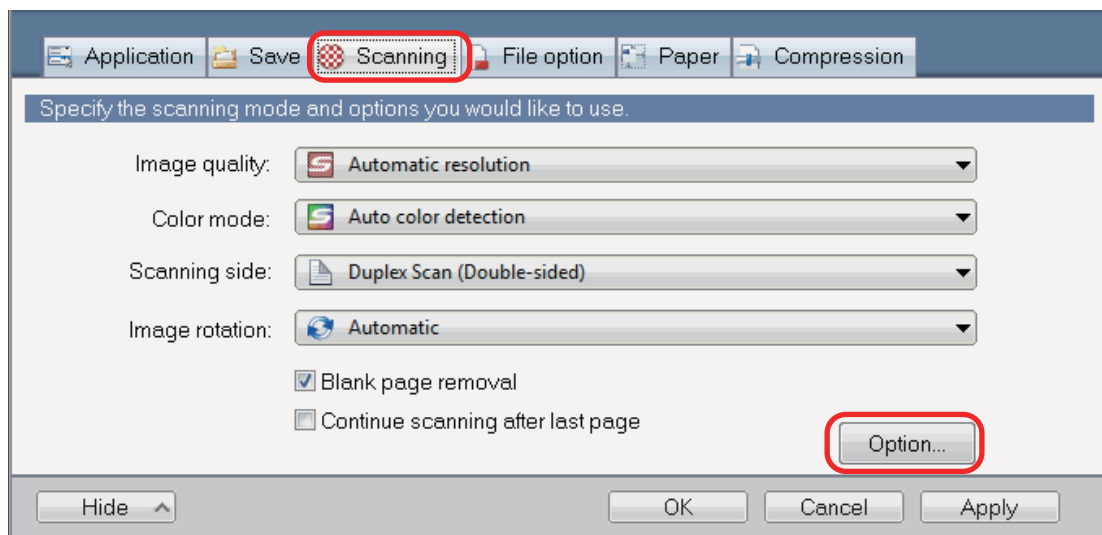 Application Save Scanning File option Paper Compression
Specify the scanning mode and options you would like to use.
Image quality: Automatic resolution
Color mode: Auto color detection
Scanning side: Duplex Scan (Double-sided)
Image rotation: Automatic
Blank page removal
Continue scanning after last page
Option...
Hide OK Cancel Apply